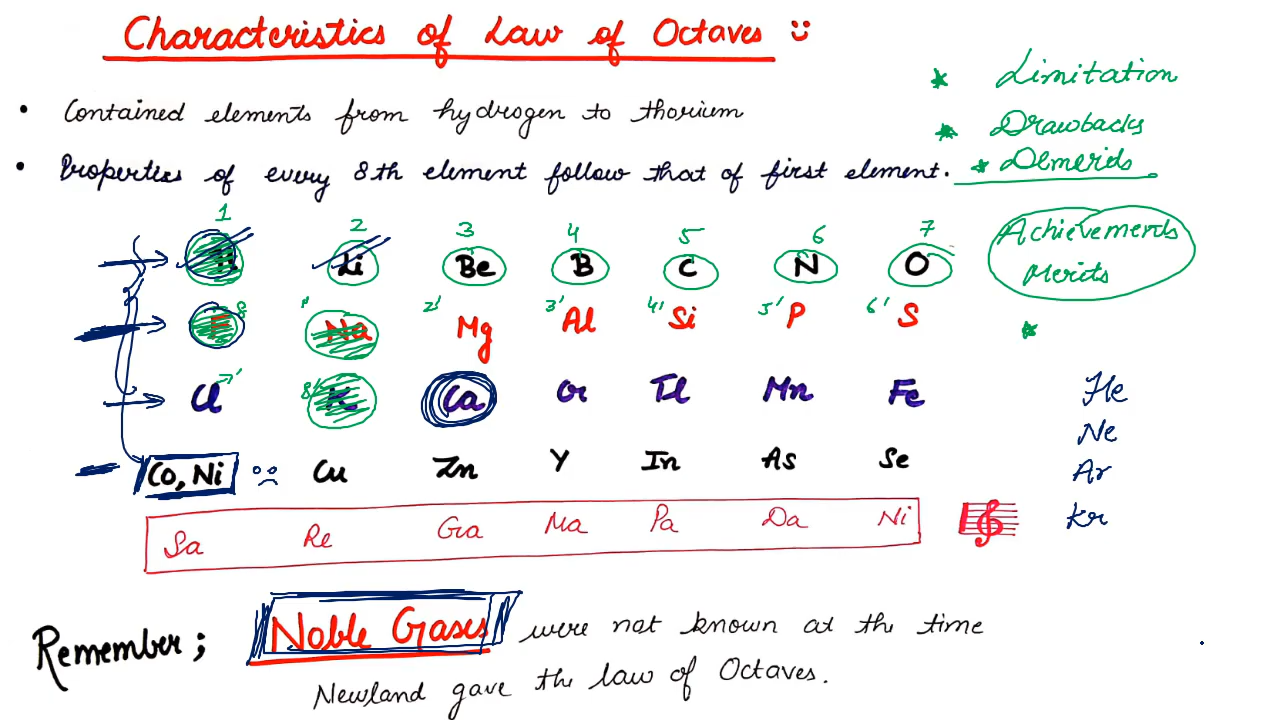 Characteristics of Law of Octaves
* Limitation
* Drawbacks
* Demerids
• Contained elements from hydrogen to thorium
• Properties of every 8th element follow that of first element.
Achievements
Merits
1 2 3 4 5 6 7
H Li Be B C N O
8 1' 2' 3' 4' 5' 6'
F Na Mg Al Si P S *
7' 8'
Cl K Ca Cr Tl Mn Fe
Co, Ni Cu Zn Y In As Se
He
Ne
Ar
Kr
Sa Re Ga Ma Pa Da Ni
Remember; Noble Gases were not known at the time
Newland gave the law of Octaves.